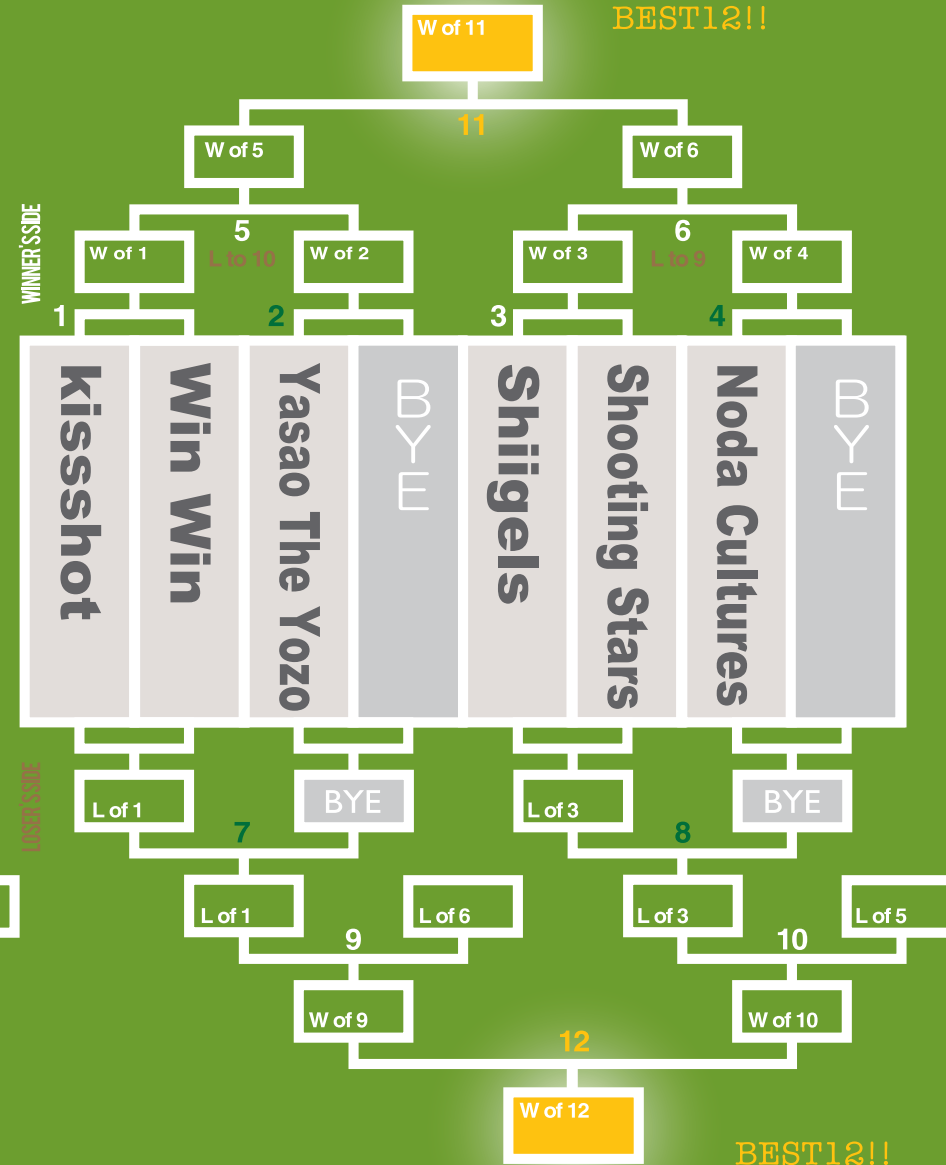 BEST12!!
W of 11
11
W of 5
W of 6
WINNER'S SIDE
5
6
W of 1
L to 10
W of 2
W of 3
L to 9
W of 4
1
2
3
4
kissshot
Win Win
Yasao The Yozo
BYE
Shiigels
Shooting Stars
Noda Cultures
BYE
LOSER'S SIDE
L of 1
BYE
L of 3
BYE
7
8
L of 1
L of 6
L of 3
L of 5
9
10
W of 9
W of 10
12
W of 12
BEST12!!